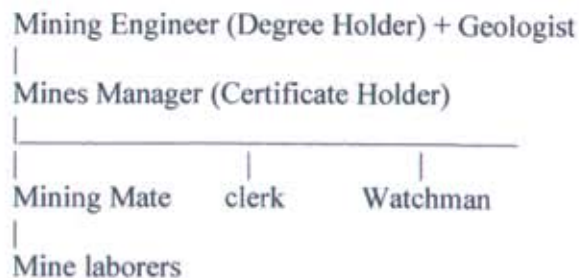 Mining Engineer (Degree Holder) + Geologist
Mines Manager (Certificate Holder)
Mining Mate clerk Watchman
Mine laborers